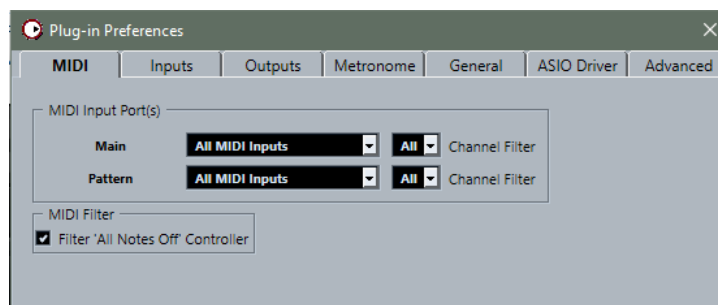 Plug-in Preferences
MIDI Inputs Outputs Metronome General ASIO Driver Advanced
MIDI Input Port(s)
Main All MIDI Inputs All Channel Filter
Pattern All MIDI Inputs All Channel Filter
MIDI Filter
Filter 'All Notes Off' Controller